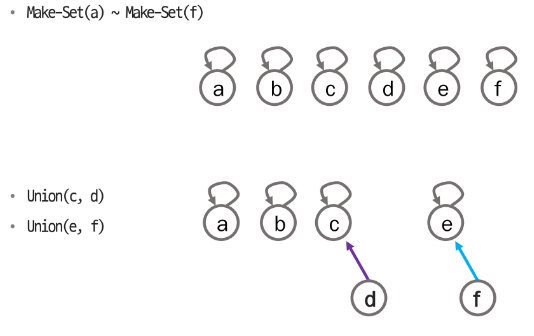 • Make-Set(a) ~ Make-Set(f)
a b c d e f
• Union(c, d)
• Union(e, f)
a b c e
d f